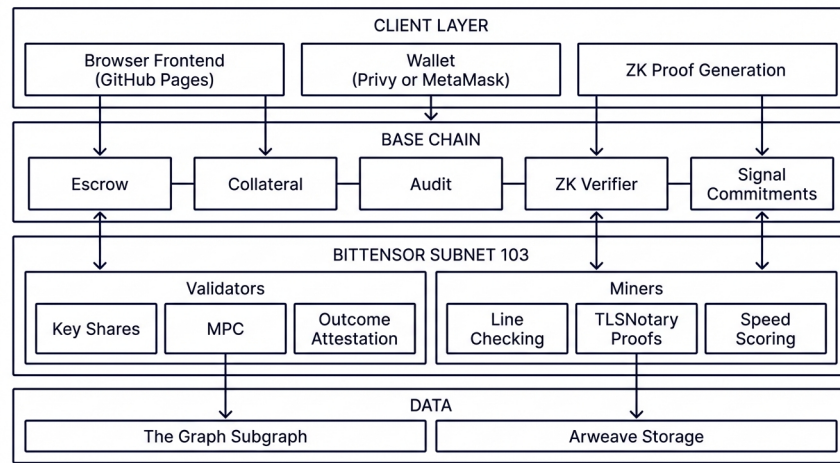 CLIENT LAYER
Browser Frontend
(GitHub Pages)
Wallet
(Privy or MetaMask)
ZK Proof Generation
BASE CHAIN
Escrow
Collateral
Audit
ZK Verifier
Signal
Commitments
BITTENSOR SUBNET 103
Validators
Key Shares
MPC
Outcome
Attestation
Miners
Line
Checking
TLSNotary
Proofs
Speed
Scoring
DATA
The Graph Subgraph
Arweave Storage